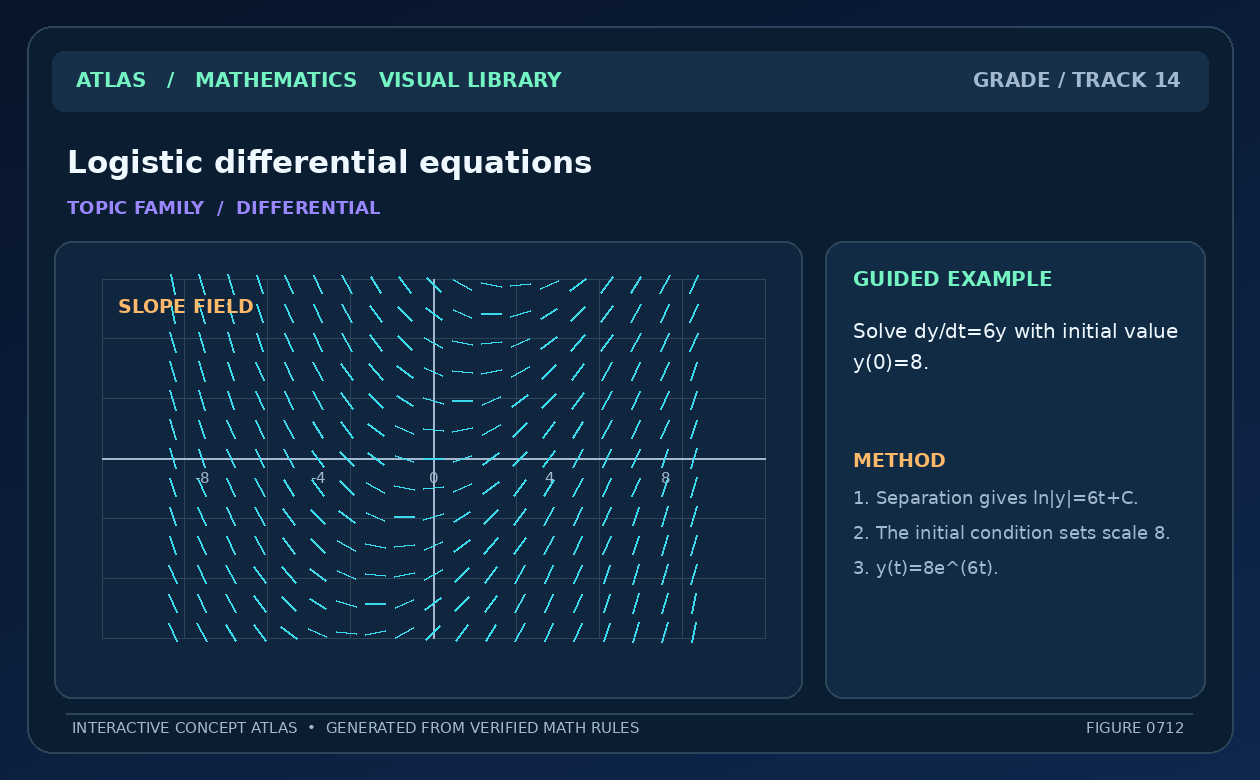 ATLAS / MATHEMATICS VISUAL LIBRARY
GRADE / TRACK 14
Logistic differential equations
TOPIC FAMILY / DIFFERENTIAL
SLOPE FIELD
-8 -4 0 4 8
GUIDED EXAMPLE
Solve dy/dt=6y with initial value
y(0)=8.
METHOD
1. Separation gives ln|y|=6t+C.
2. The initial condition sets scale 8.
3. y(t)=8e^(6t).
INTERACTIVE CONCEPT ATLAS • GENERATED FROM VERIFIED MATH RULES
FIGURE 0712